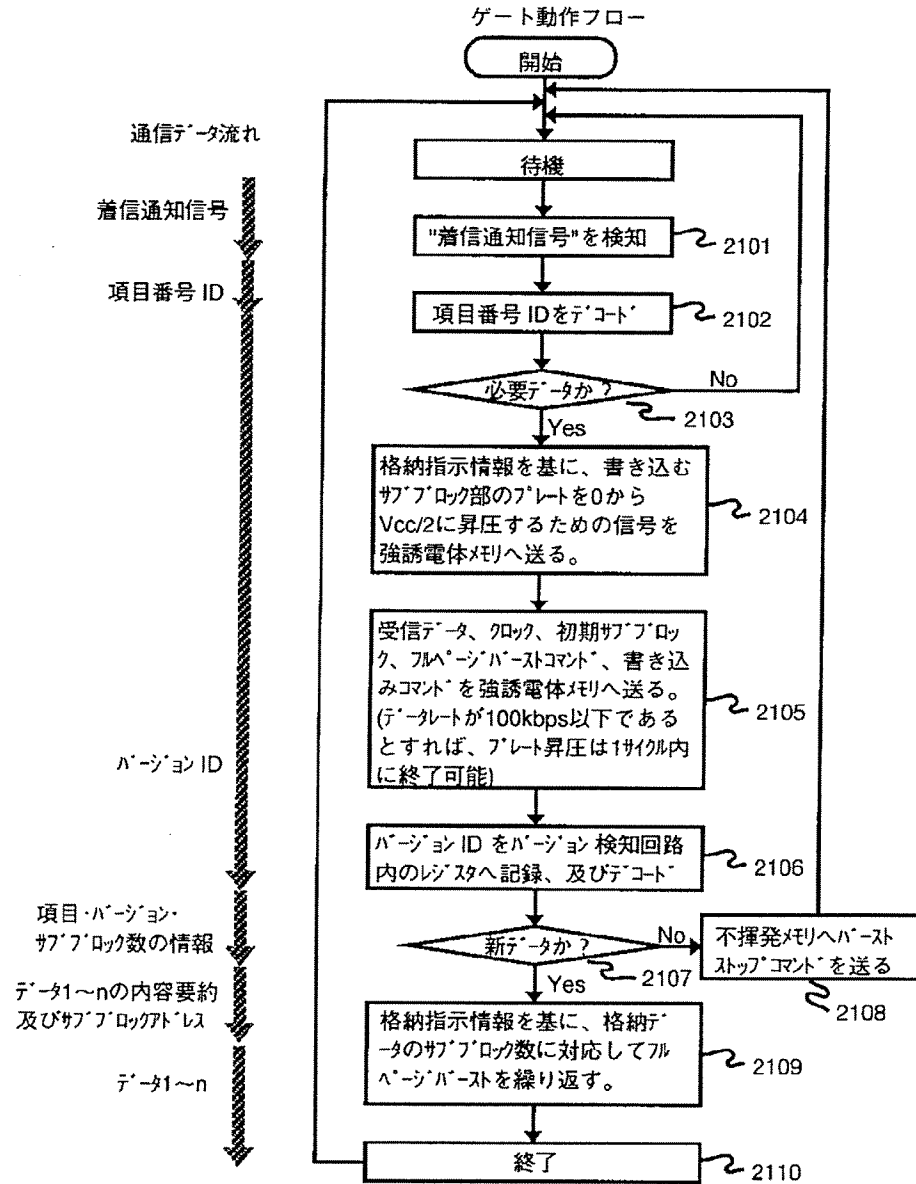 ゲート動作フロー
開始
通信データ流れ
着信通知信号
項目番号 ID
バージョン ID
項目・バージョン・
サブブロック数の情報
データ1〜nの内容要約
及びサブブロックアドレス
データ1〜n
待機
"着信通知信号"を検知
2101
項目番号 IDをデコード
2102
必要データか?
No
2103
Yes
格納指示情報を基に、書き込む
サブブロック部のプレートを0から
Vcc/2に昇圧するための信号を
強誘電体メモリへ送る。
2104
受信データ、クロック、初期サブブロッ
ク、フルページバーストコマンド、書き込
みコマンドを強誘電体メモリへ送る。
(データレートが100kbps以下である
とすれば、プレート昇圧は1サイクル内
に終了可能)
2105
バージョン ID をバージョン検知回路
内のレジスタへ記録、及びデコード
2106
新データか?
No
2107
Yes
不揮発メモリへバースト
ストップコマンドを送る
2108
格納指示情報を基に、格納デ
ータのサブブロック数に対応してフル
ページバーストを繰り返す。
2109
終了
2110